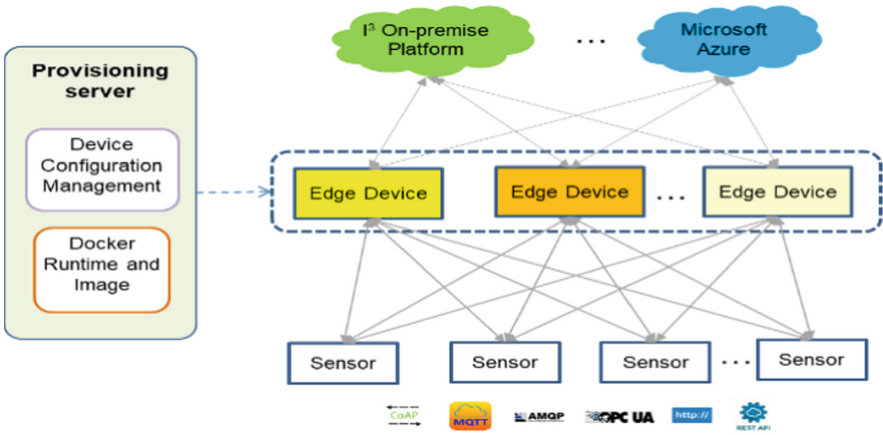 I³ On-premise
Platform
...
Microsoft
Azure
Provisioning
server
Device
Configuration
Management
Docker
Runtime and
Image
Edge Device
Edge Device
...
Edge Device
Sensor
Sensor
Sensor
...
Sensor
CoAP
MQTT
AMQP
OPC UA
http://
REST API